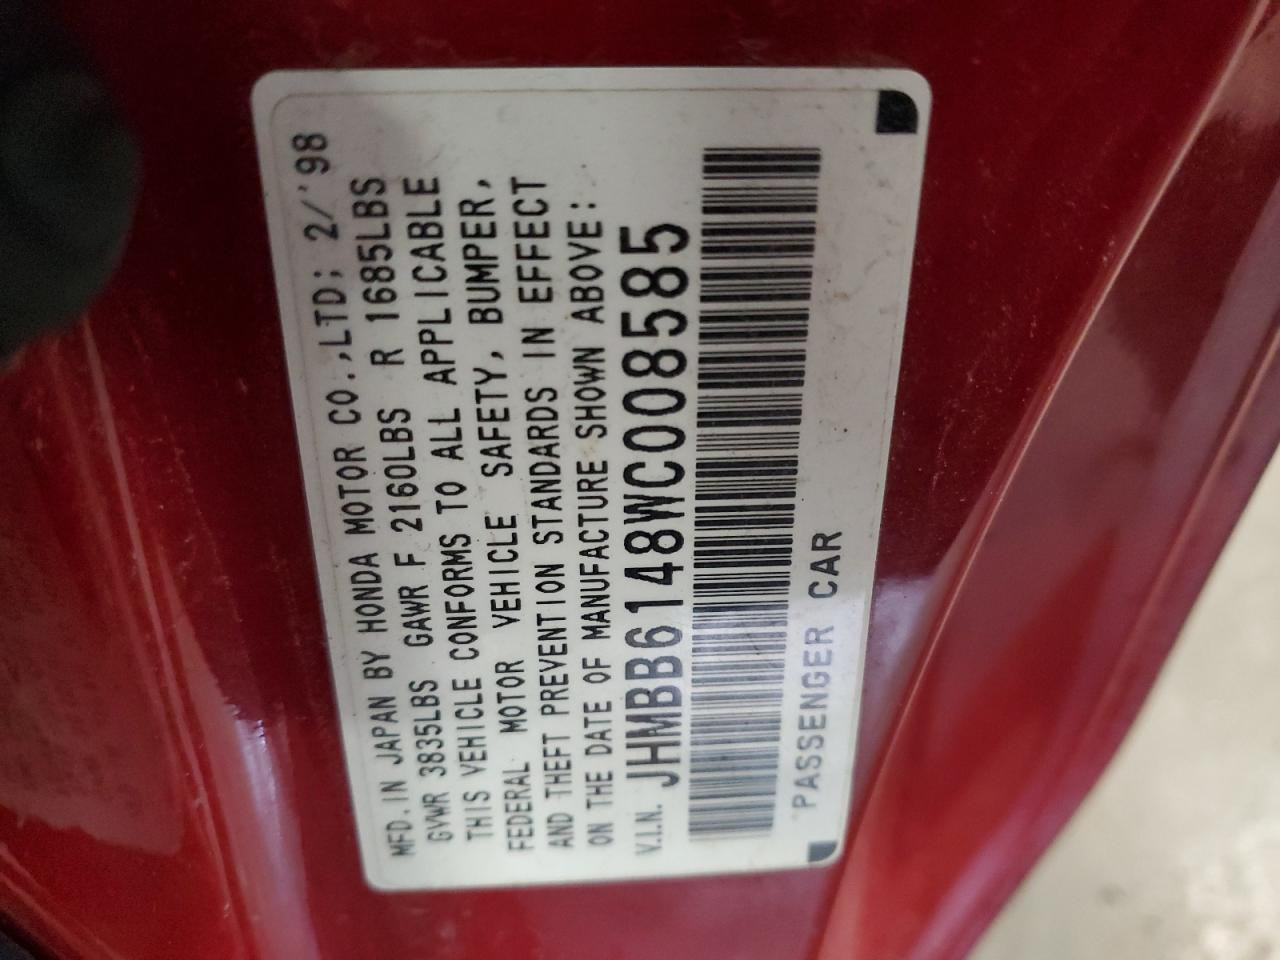 MFD.IN JAPAN BY HONDA MOTOR CO.,LTD; 2/'98
GVWR 3835LBS GAWR F 2160LBS R 1685LBS
THIS VEHICLE CONFORMS TO ALL APPLICABLE
FEDERAL MOTOR VEHICLE SAFETY, BUMPER,
AND THEFT PREVENTION STANDARDS IN EFFECT
ON THE DATE OF MANUFACTURE SHOWN ABOVE:
V.I.N. JHMBB6148WC008585
PASSENGER CAR